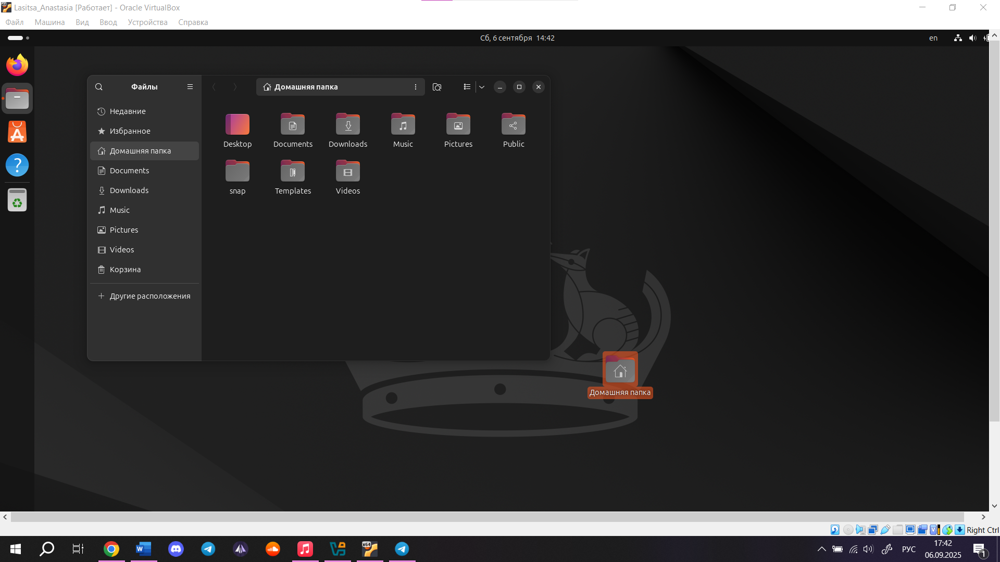 Lasitsa_Anastasia [Работает] - Oracle VirtualBox
Файл Машина Вид Ввод Устройства Справка
Сб, 6 сентября 14:42
en
Файлы
Домашняя папка
Недавние
Избранное
Домашняя папка
Documents
Downloads
Music
Pictures
Videos
Корзина
Другие расположения
Desktop Documents Downloads Music Pictures Public
snap Templates Videos
Домашняя папка
Right Ctrl
x64
РУС
17:42
06.09.2025
1